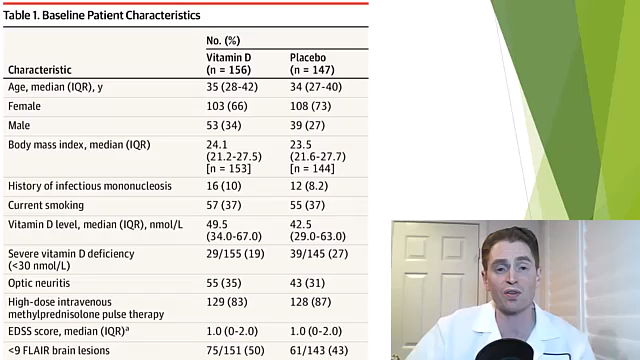 Table 1. Baseline Patient Characteristics
No. (%)
Characteristic Vitamin D (n = 156) Placebo (n = 147)
Age, median (IQR), y 35 (28-42) 34 (27-40)
Female 103 (66) 108 (73)
Male 53 (34) 39 (27)
Body mass index, median (IQR) 24.1 (21.2-27.5) [n = 153] 23.5 (21.6-27.7) [n = 144]
History of infectious mononucleosis 16 (10) 12 (8.2)
Current smoking 57 (37) 55 (37)
Vitamin D level, median (IQR), nmol/L 49.5 (34.0-67.0) 42.5 (29.0-63.0)
Severe vitamin D deficiency (<30 nmol/L) 29/155 (19) 39/145 (27)
Optic neuritis 55 (35) 43 (31)
High-dose intravenous methylprednisolone pulse therapy 129 (83) 128 (87)
EDSS score, median (IQR)a 1.0 (0-2.0) 1.0 (0-2.0)
<9 FLAIR brain lesions 75/151 (50) 61/143 (43)